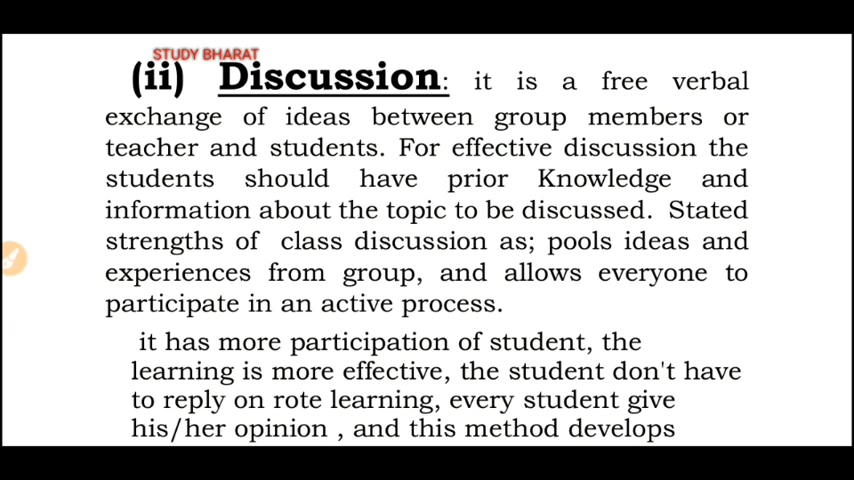 STUDY BHARAT
(ii) Discussion: it is a free verbal
exchange of ideas between group members or
teacher and students. For effective discussion the
students should have prior Knowledge and
information about the topic to be discussed. Stated
strengths of class discussion as; pools ideas and
experiences from group, and allows everyone to
participate in an active process.
it has more participation of student, the
learning is more effective, the student don't have
to reply on rote learning, every student give
his/her opinion , and this method develops